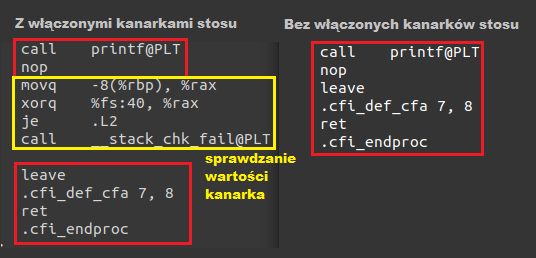 Z włączonymi kanarkami stosu
call printf@PLT
nop
movq -8(%rbp), %rax
xorq %fs:40, %rax
je .L2
call __stack_chk_fail@PLT
sprawdzanie
wartości
kanarka
leave
.cfi_def_cfa 7, 8
ret
.cfi_endproc
Bez włączonych kanarków stosu
call printf@PLT
nop
leave
.cfi_def_cfa 7, 8
ret
.cfi_endproc